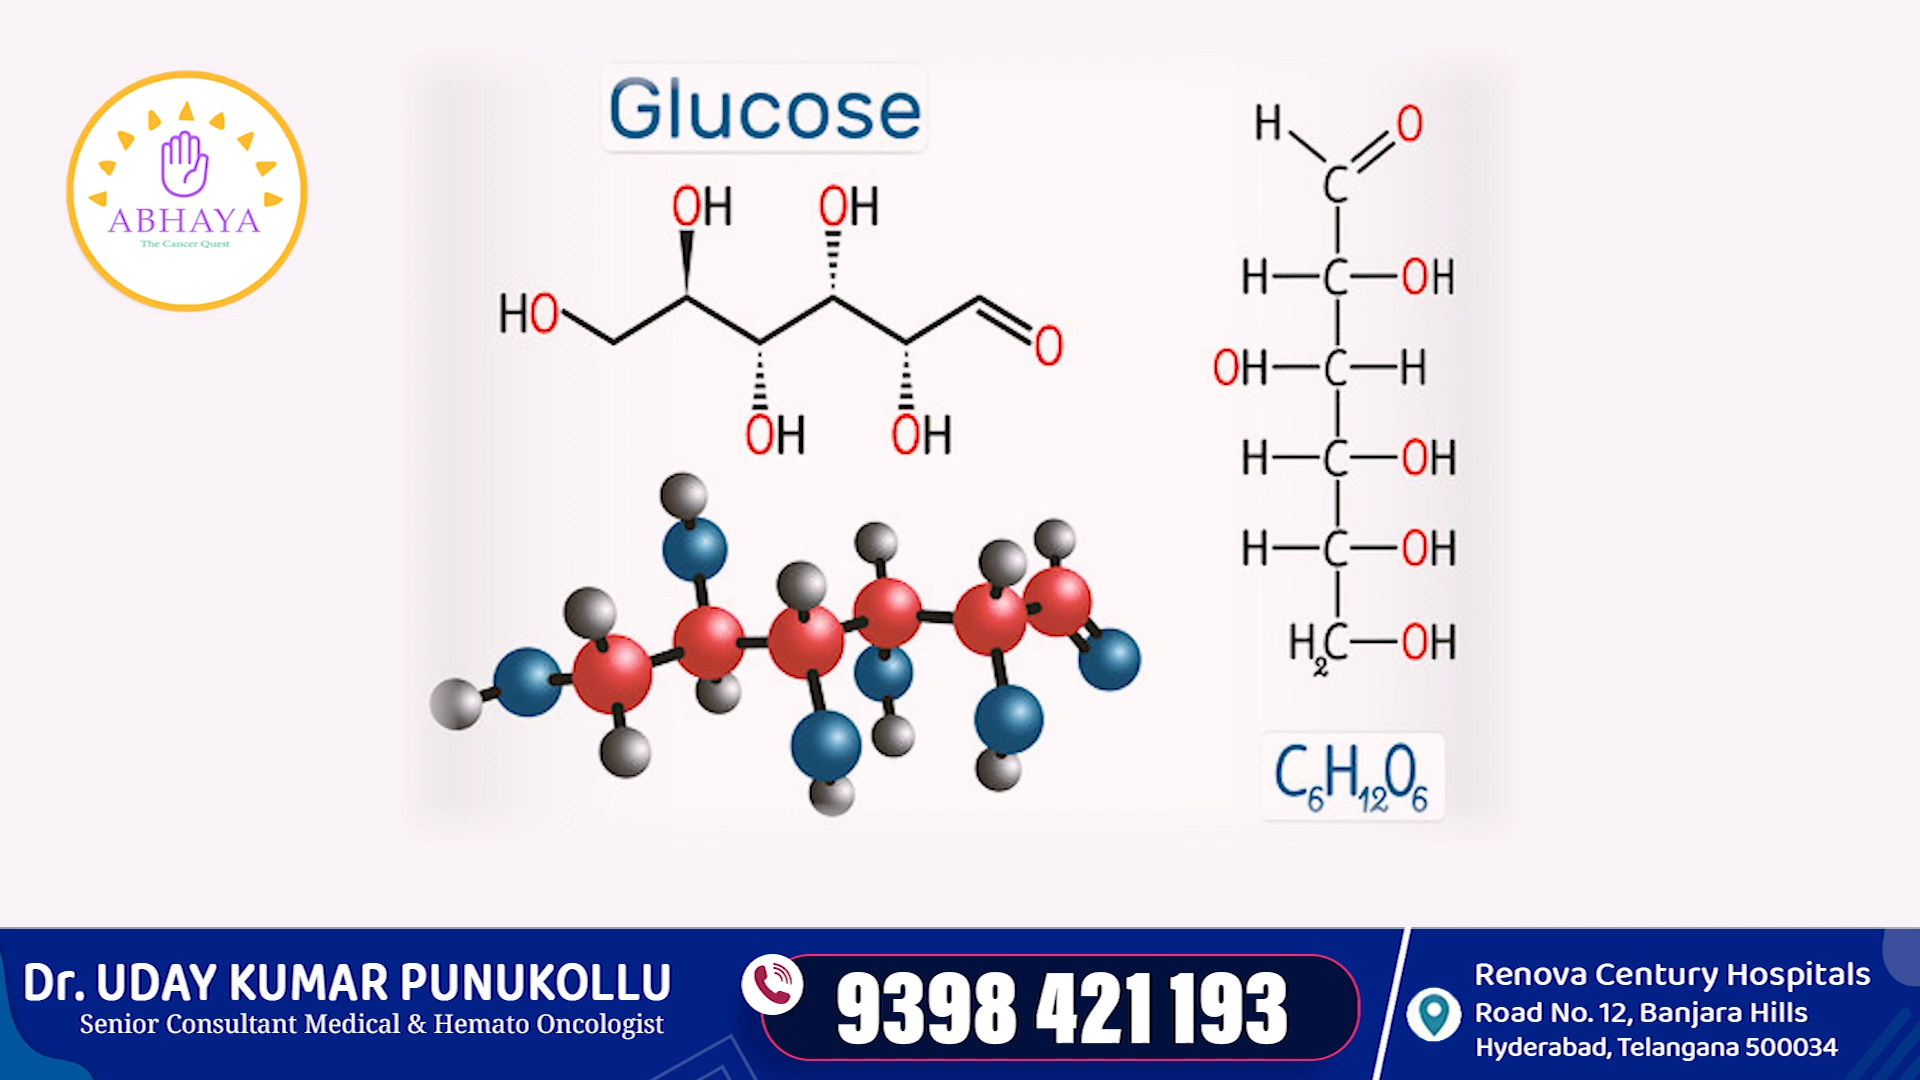 ABHAYA
The Cancer Quest
Glucose
OH OH
HO
O
OH OH
H O
C
H C OH
OH C H
H C OH
H C OH
H2C OH
C6H12O6
Dr. UDAY KUMAR PUNUKOLLU
Senior Consultant Medical & Hemato Oncologist
9398 421 193
Renova Century Hospitals
Road No. 12, Banjara Hills
Hyderabad, Telangana 500034